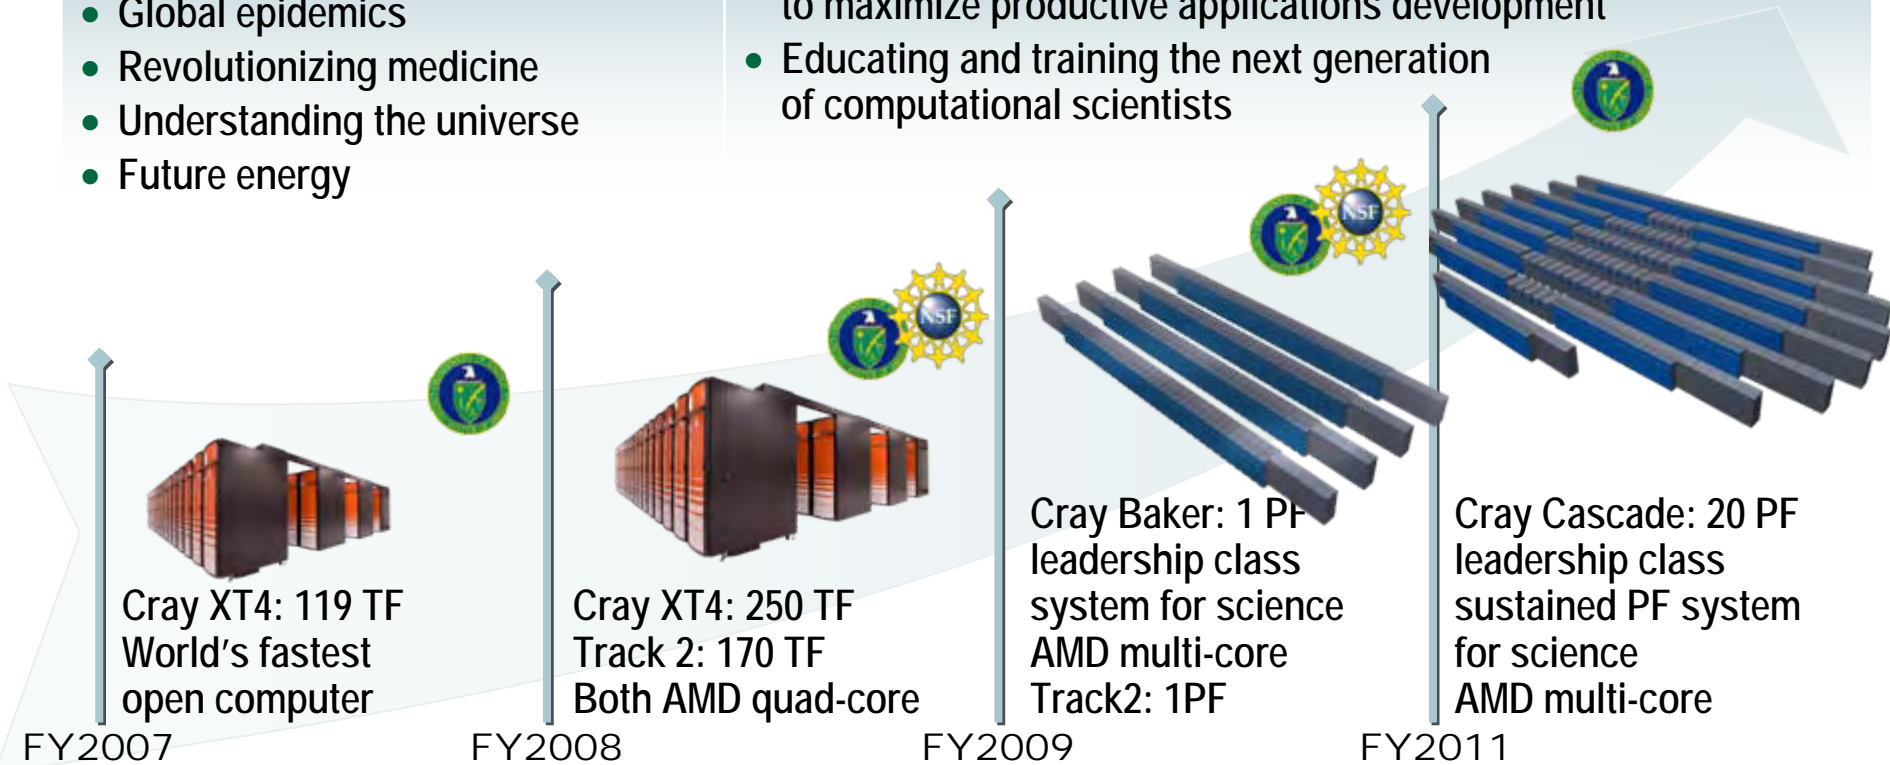 Global epidemics
Revolutionizing medicine
Understanding the universe
Future energy
to maximize productive applications development
Educating and training the next generation
of computational scientists
NSF
NSF
Cray XT4: 119 TF
World's fastest
open computer
Cray XT4: 250 TF
Track 2: 170 TF
Both AMD quad-core
Cray Baker: 1 PF
leadership class
system for science
AMD multi-core
Track2: 1PF
Cray Cascade: 20 PF
leadership class
sustained PF system
for science
AMD multi-core
FY2007
FY2008
FY2009
FY2011